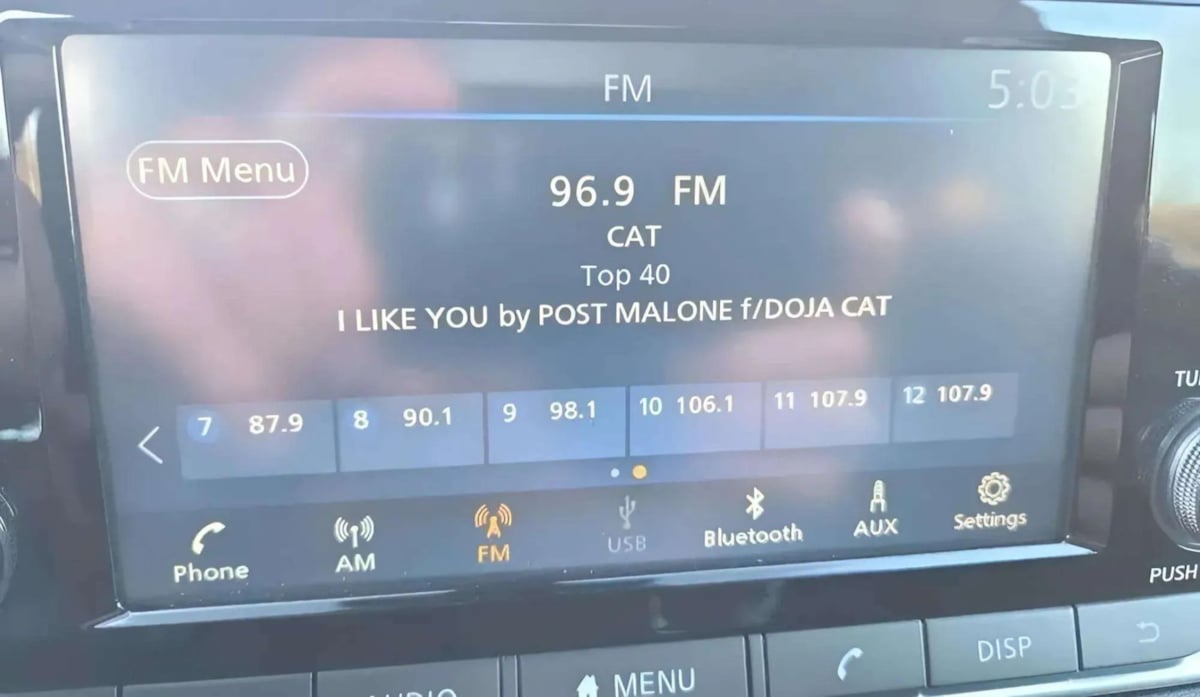 FM
5:03
FM Menu
96.9 FM
CAT
Top 40
I LIKE YOU by POST MALONE f/DOJA CAT
7 87.9 8 90.1 9 98.1 10 106.1 11 107.9 12 107.9
Phone AM FM USB Bluetooth AUX Settings
PUSH
MENU DISP